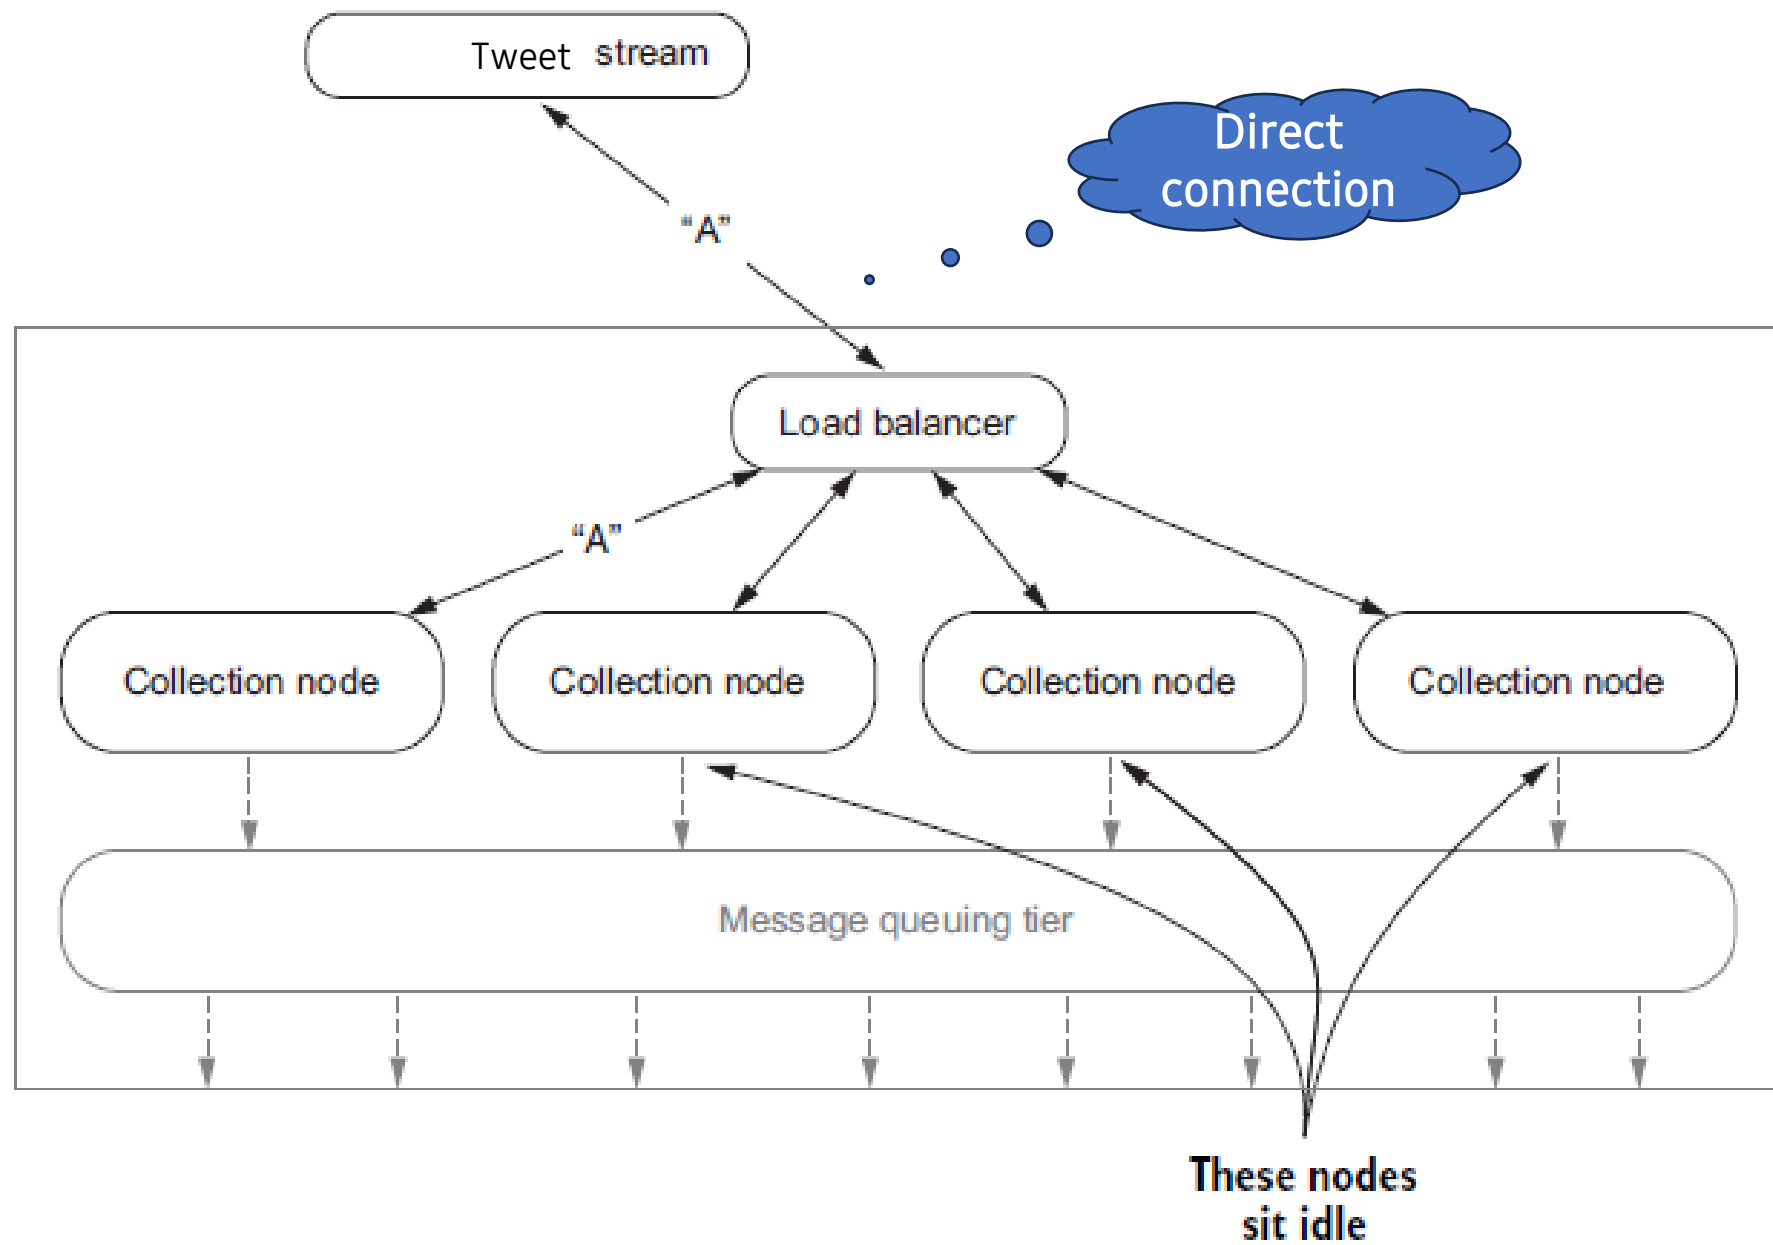 Tweet stream
Direct
connection
“A”
Load balancer
“A”
Collection node
Collection node
Collection node
Collection node
Message queuing tier
These nodes
sit idle